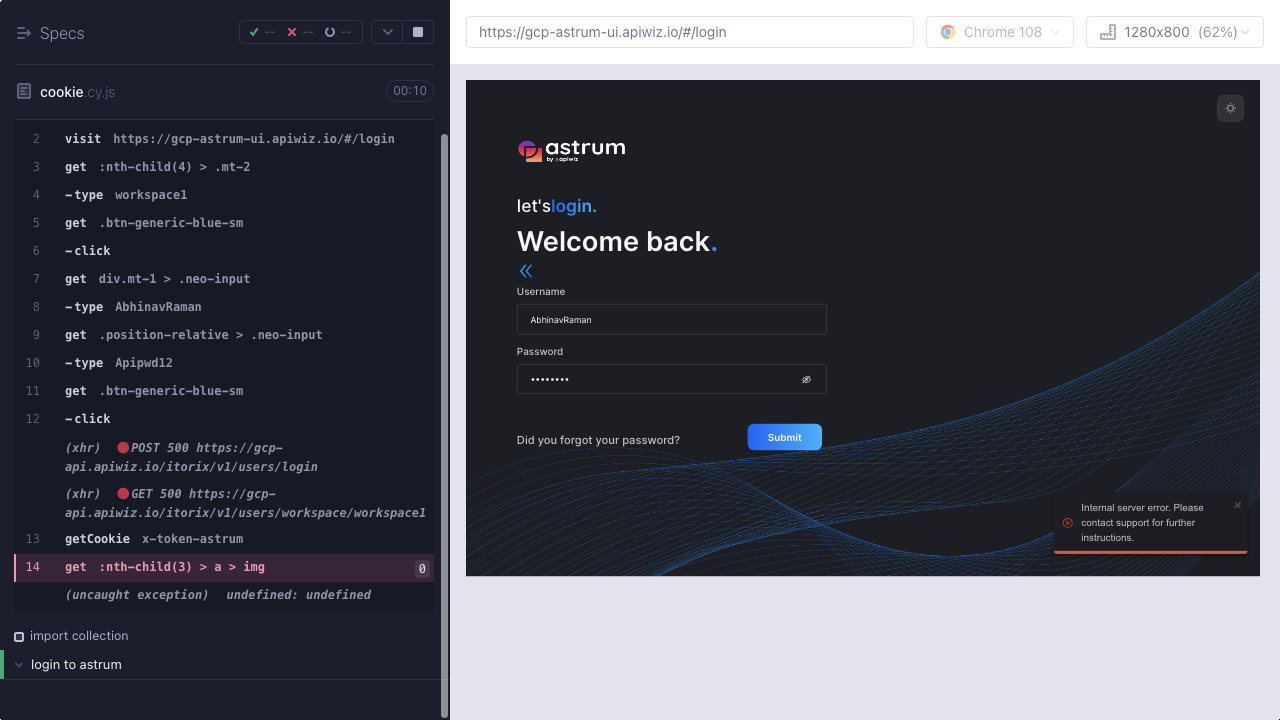 Specs
-- -- --
cookie.cy.js 00:10
2 visit https://gcp-astrum-ui.apiwiz.io/#/login
3 get :nth-child(4) > .mt-2
4 -type workspace1
5 get .btn-generic-blue-sm
6 -click
7 get div.mt-1 > .neo-input
8 -type AbhinavRaman
9 get .position-relative > .neo-input
10 -type Apipwd12
11 get .btn-generic-blue-sm
12 -click
(xhr) POST 500 https://gcp-
api.apiwiz.io/itorix/v1/users/login
(xhr) GET 500 https://gcp-
api.apiwiz.io/itorix/v1/users/workspace/workspace1
13 getCookie x-token-astrum
14 get :nth-child(3) > a > img 0
(uncaught exception) undefined: undefined
import collection
login to astrum
https://gcp-astrum-ui.apiwiz.io/#/login
Chrome 108
1280x800 (62%)
astrum
by apiwiz
let'slogin.
Welcome back.
Username
AbhinavRaman
Password
••••••••
Did you forgot your password?
Submit
Internal server error. Please
contact support for further
instructions.